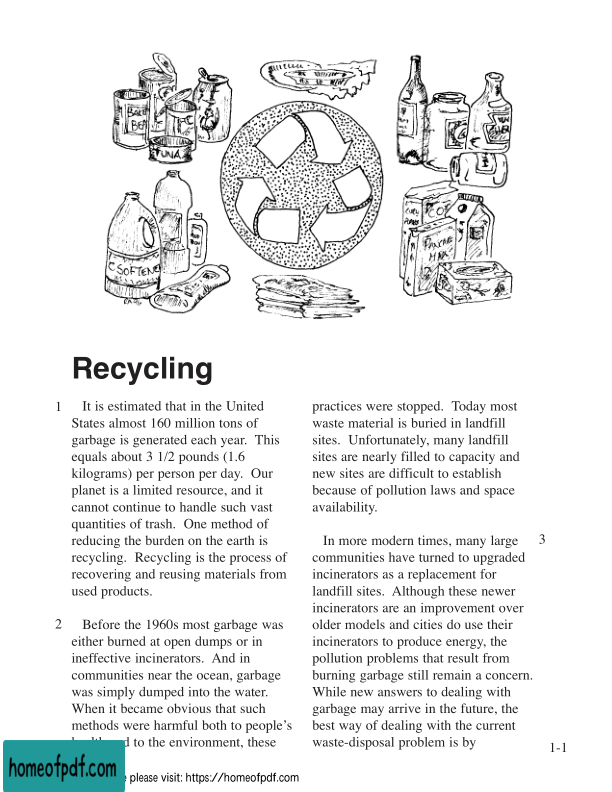 TUNA
C SOFTENE
PANCAKE
MIX
Recycling
1 It is estimated that in the United
States almost 160 million tons of
garbage is generated each year. This
equals about 3 1/2 pounds (1.6
kilograms) per person per day. Our
planet is a limited resource, and it
cannot continue to handle such vast
quantities of trash. One method of
reducing the burden on the earth is
recycling. Recycling is the process of
recovering and reusing materials from
used products.
2 Before the 1960s most garbage was
either burned at open dumps or in
ineffective incinerators. And in
communities near the ocean, garbage
was simply dumped into the water.
When it became obvious that such
methods were harmful both to people's
to the environment, these
practices were stopped. Today most
waste material is buried in landfill
sites. Unfortunately, many landfill
sites are nearly filled to capacity and
new sites are difficult to establish
because of pollution laws and space
availability.
In more modern times, many large 3
communities have turned to upgraded
incinerators as a replacement for
landfill sites. Although these newer
incinerators are an improvement over
older models and cities do use their
incinerators to produce energy, the
pollution problems that result from
burning garbage still remain a concern.
While new answers to dealing with
garbage may arrive in the future, the
best way of dealing with the current
waste-disposal problem is by
1-1
homeofpdf.com
please visit: https://homeofpdf.com